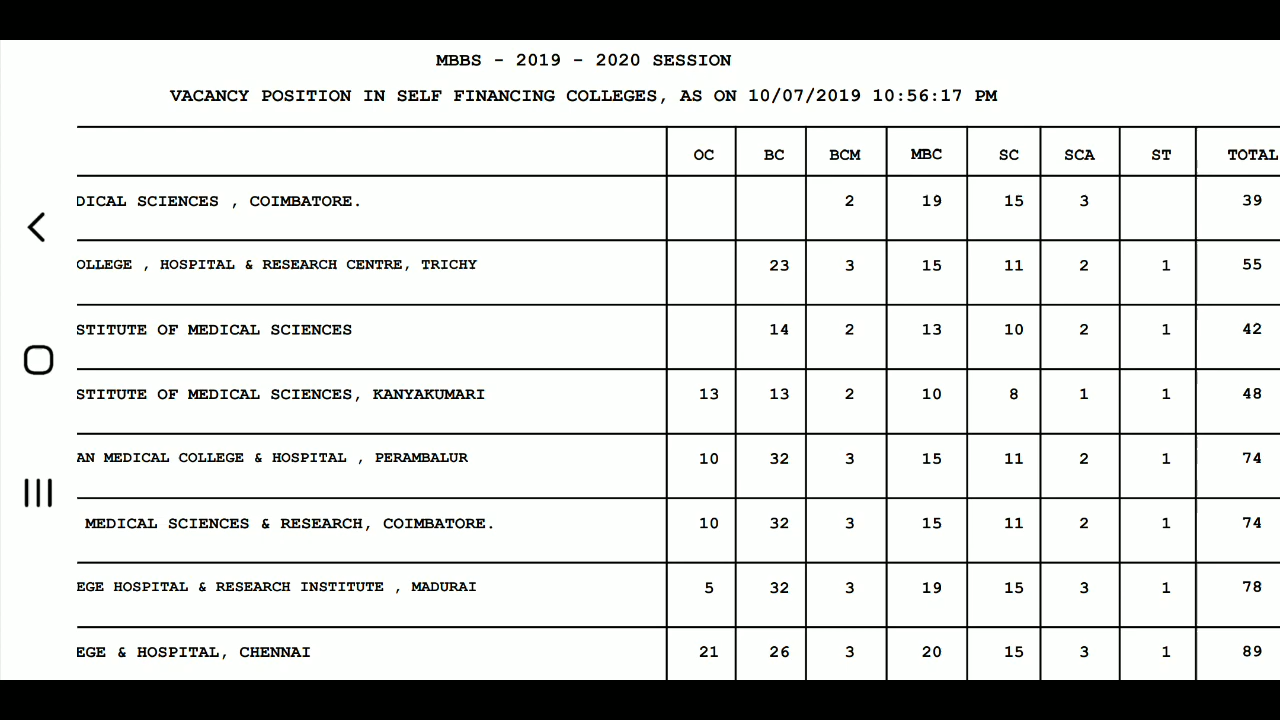 MBBS - 2019 - 2020 SESSION
VACANCY POSITION IN SELF FINANCING COLLEGES, AS ON 10/07/2019 10:56:17 PM
OC BC BCM MBC SC SCA ST TOTAL
DICAL SCIENCES , COIMBATORE. 2 19 15 3 39
OLLEGE , HOSPITAL & RESEARCH CENTRE, TRICHY 23 3 15 11 2 1 55
STITUTE OF MEDICAL SCIENCES 14 2 13 10 2 1 42
STITUTE OF MEDICAL SCIENCES, KANYAKUMARI 13 13 2 10 8 1 1 48
AN MEDICAL COLLEGE & HOSPITAL , PERAMBALUR 10 32 3 15 11 2 1 74
MEDICAL SCIENCES & RESEARCH, COIMBATORE. 10 32 3 15 11 2 1 74
EGE HOSPITAL & RESEARCH INSTITUTE , MADURAI 5 32 3 19 15 3 1 78
EGE & HOSPITAL, CHENNAI 21 26 3 20 15 3 1 89